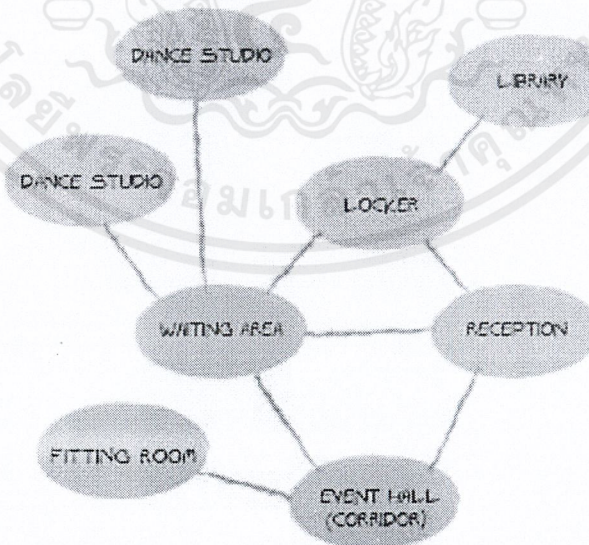 DANCE STUDIO
LIBRARY
DANCE STUDIO
LOCKER
WAITING AREA
RECEPTION
FITTING ROOM
EVENT HALL
(CORRIDOR)